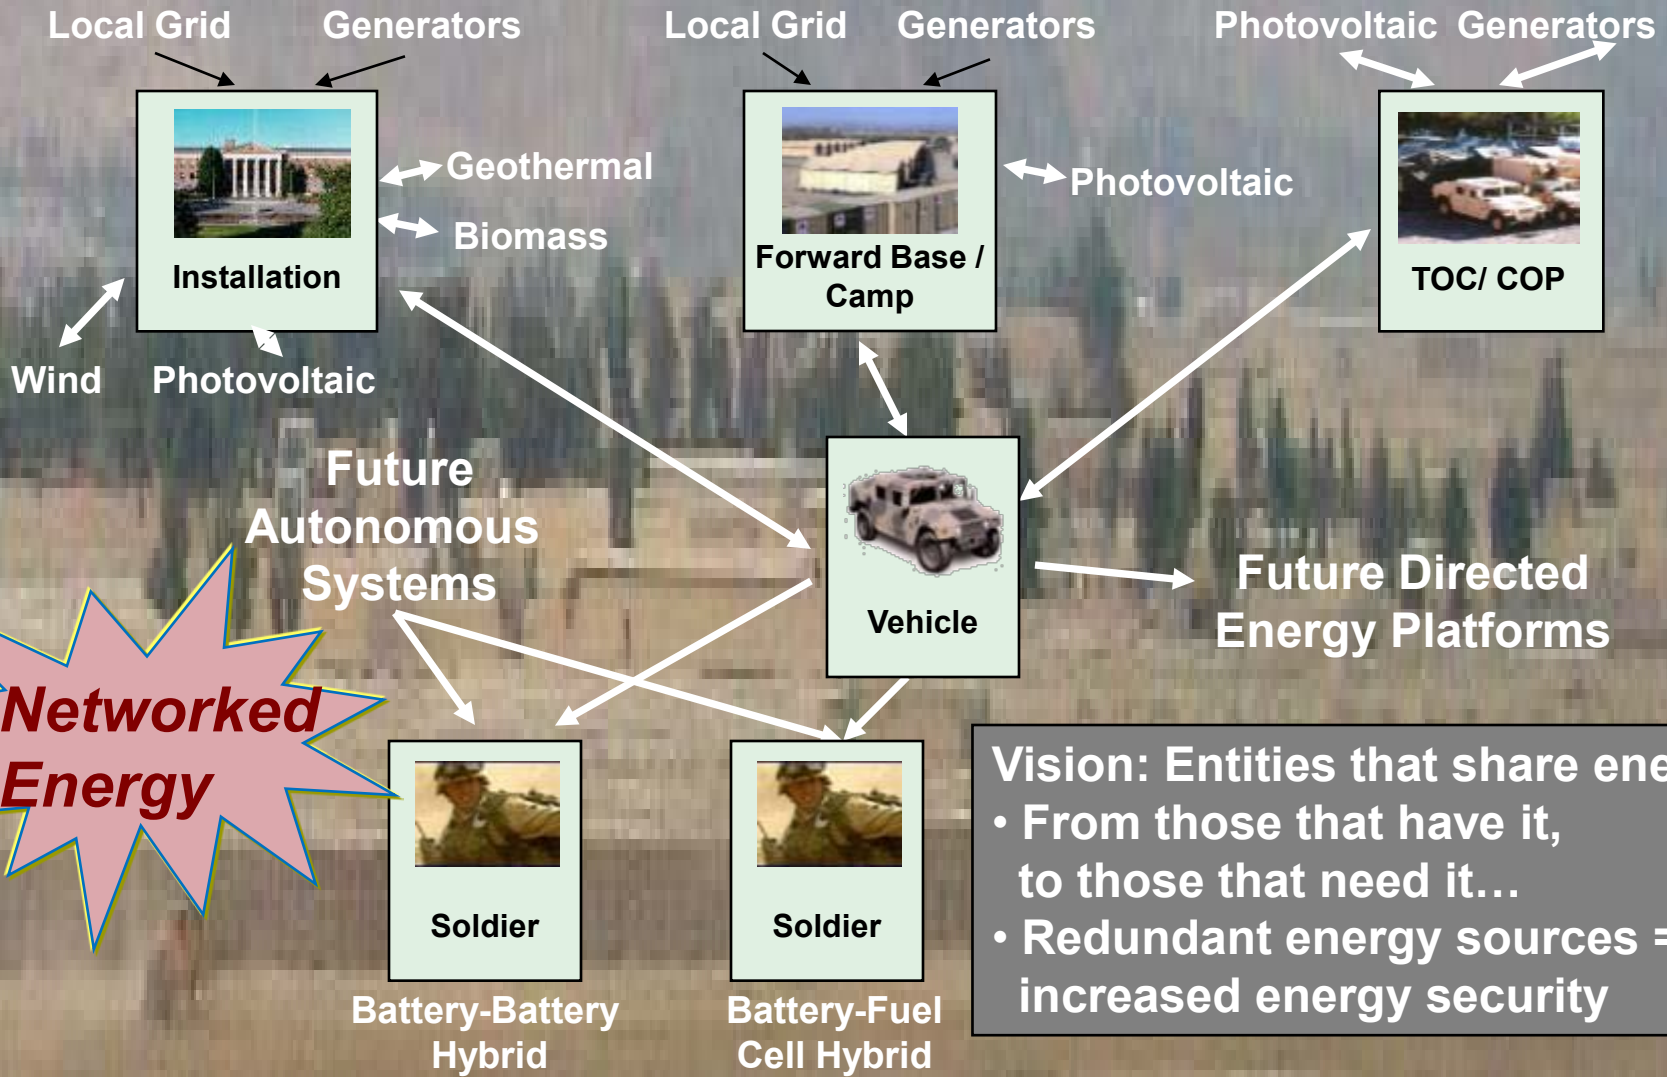 Local Grid
Generators
Local Grid
Generators
Photovoltaic
Generators
Geothermal
Biomass
Installation
Wind
Photovoltaic
Photovoltaic
Forward Base /
Camp
TOC/ COP
Future
Autonomous
Systems
Vehicle
Future Directed
Energy Platforms
Networked
Energy
Soldier
Battery-Battery
Hybrid
Soldier
Battery-Fuel
Cell Hybrid
Vision: Entities that share
• From those that have it,
to those that need it…
• Redundant energy sources =
increased energy security